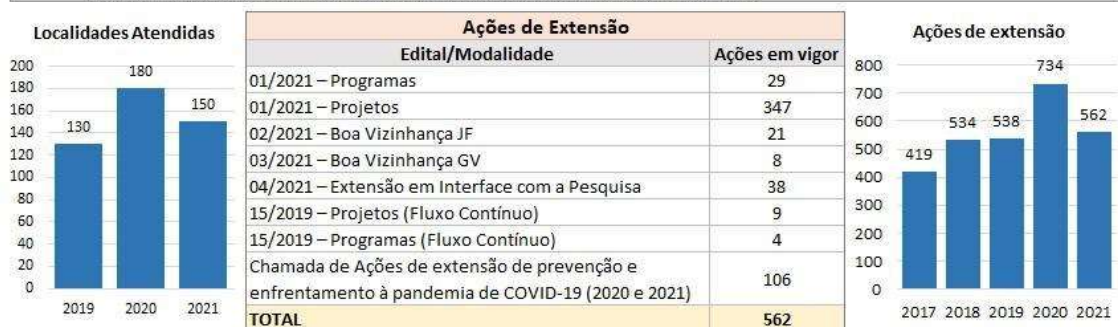 Localidades Atendidas
200
180
160
140
120
100
80
60
40
20
0
130
180
150
2019 2020 2021
Ações de Extensão
Edital/Modalidade Ações em vigor
01/2021 – Programas 29
01/2021 – Projetos 347
02/2021 – Boa Vizinhança JF 21
03/2021 – Boa Vizinhança GV 8
04/2021 – Extensão em Interface com a Pesquisa 38
15/2019 – Projetos (Fluxo Contínuo) 9
15/2019 – Programas (Fluxo Contínuo) 4
Chamada de Ações de extensão de prevenção e
enfrentamento à pandemia de COVID-19 (2020 e 2021) 106
TOTAL 562
Ações de extensão
800
700
600
500
400
300
200
100
0
419
534
538
734
562
2017 2018 2019 2020 2021